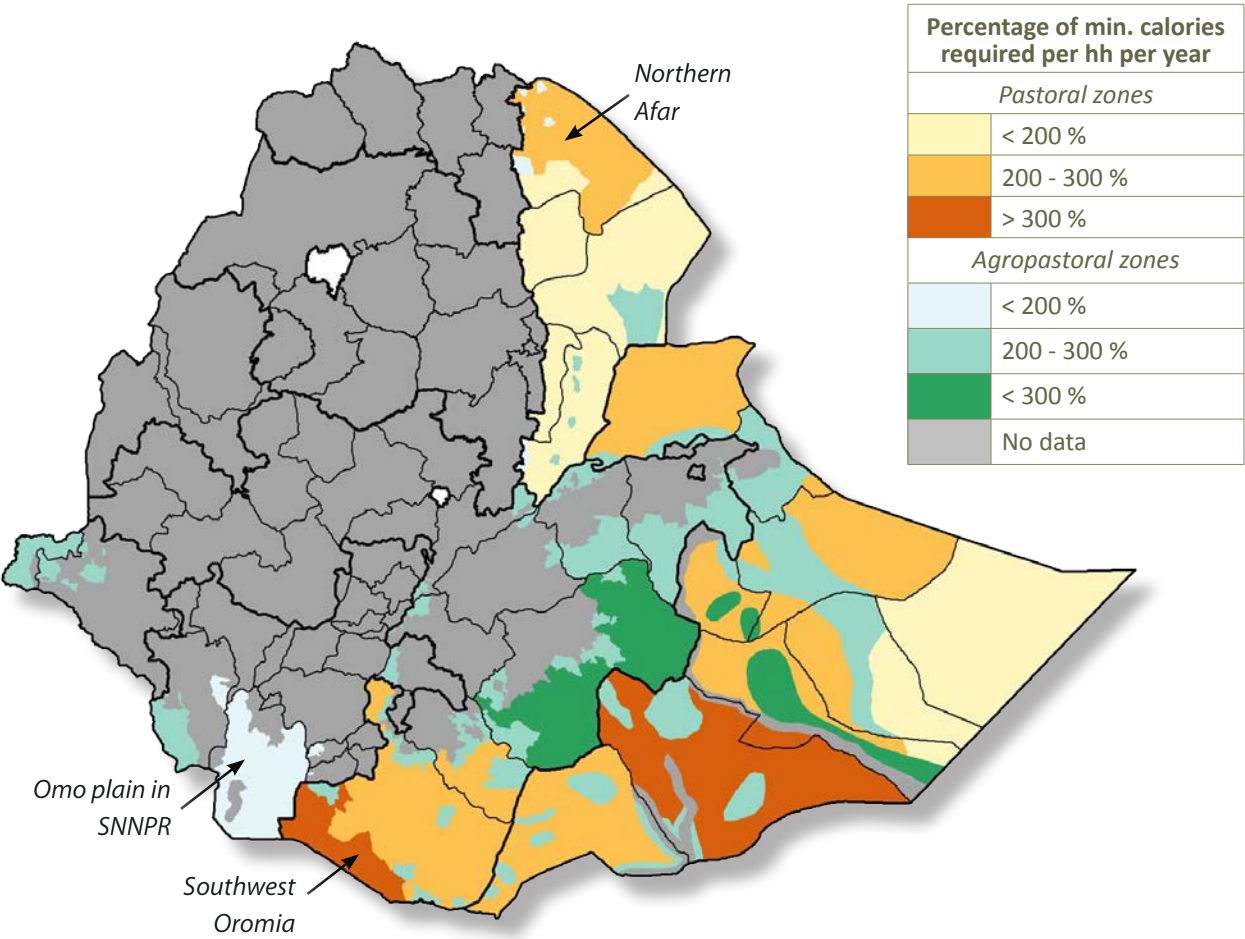 Percentage of min. calories
required per hh per year
Pastoral zones
< 200 %
200 - 300 %
> 300 %
Agropastoral zones
< 200 %
200 - 300 %
< 300 %
No data
Northern
Afar
Omo plain in
SNNPR
Southwest
Oromia